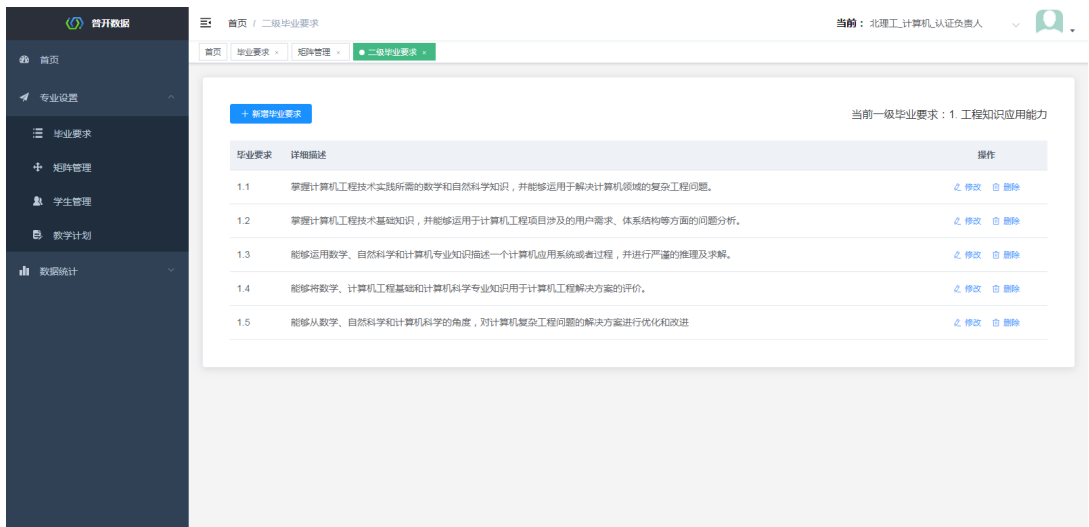 普开数据
首页 / 二级毕业要求
当前： 北理工_计算机_认证负责人
首页 毕业要求 × 矩阵管理 × 二级毕业要求 ×
首页
专业设置
毕业要求
矩阵管理
学生管理
教学计划
数据统计
+ 新增毕业要求
当前一级毕业要求：1. 工程知识应用能力
毕业要求 详细描述 操作
1.1 掌握计算机工程技术实践所需的数学和自然科学知识，并能够运用于解决计算机领域的复杂工程问题。 修改 删除
1.2 掌握计算机工程技术基础知识，并能够运用于计算机工程项目涉及的用户需求、体系结构等方面的问题分析。 修改 删除
1.3 能够运用数学、自然科学和计算机专业知识描述一个计算机应用系统或者过程，并进行严谨的推理及求解。 修改 删除
1.4 能够将数学、计算机工程基础和计算机科学专业知识用于计算机工程解决方案的评价。 修改 删除
1.5 能够从数学、自然科学和计算机科学的角度，对计算机复杂工程问题的解决方案进行优化和改进 修改 删除